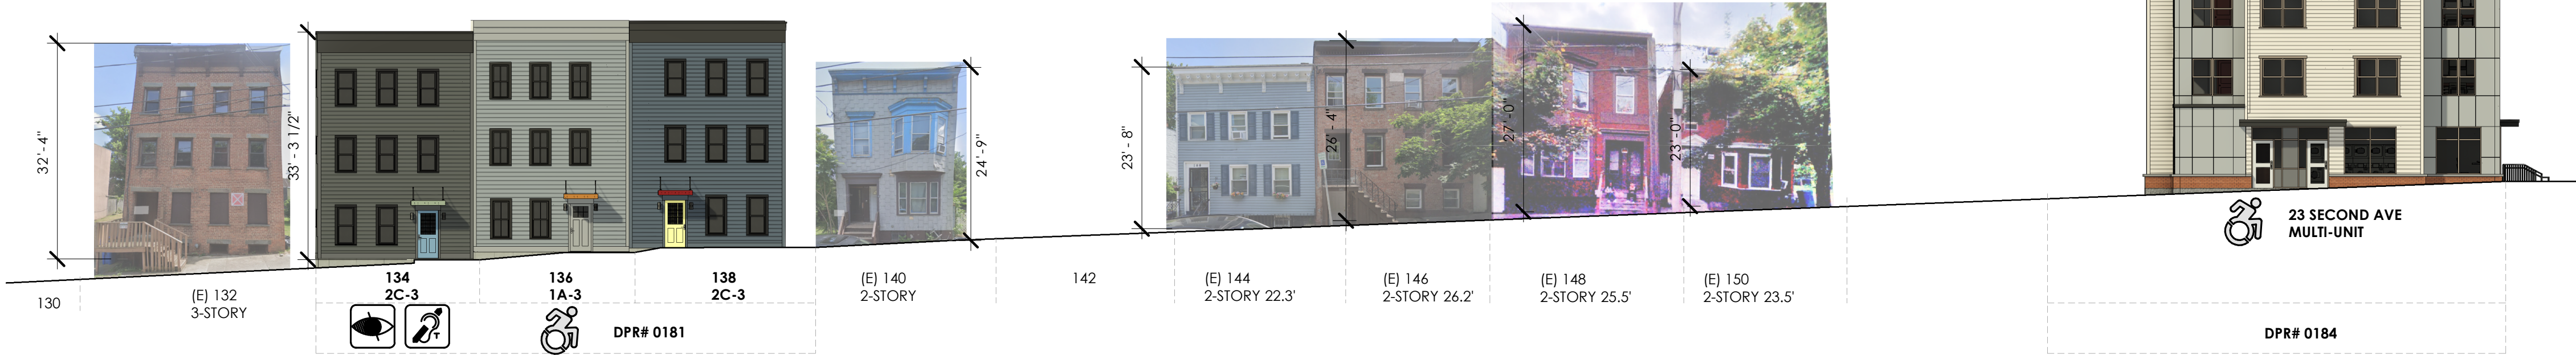 32' - 4"
33' - 3 1/2"
24' - 9"
23' - 8"
26' - 4"
27' - 0"
23' - 0"
130
(E) 132
3-STORY
134
2C-3
136
1A-3
138
2C-3
DPR# 0181
(E) 140
2-STORY
142
(E) 144
2-STORY 22.3'
(E) 146
2-STORY 26.2'
(E) 148
2-STORY 25.5'
(E) 150
2-STORY 23.5'
23 SECOND AVE
MULTI-UNIT
DPR# 0184
T